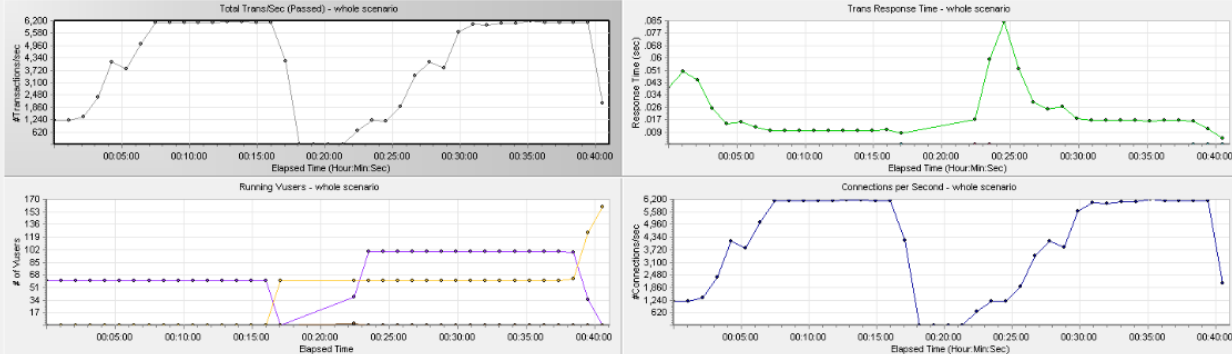 Total Trans/Sec (Passed) - whole scenario
#Transactions/sec
6,200
5,580
4,960
4,340
3,720
3,100
2,480
1,860
1,240
620
00:05:00 00:10:00 00:15:00 00:20:00 00:25:00 00:30:00 00:35:00 00:40:00
Elapsed Time (Hour:Min:Sec)
Trans Response Time - whole scenario
Response Time (sec)
.085
.077
.068
.06
.051
.043
.034
.026
.017
.009
00:05:00 00:10:00 00:15:00 00:20:00 00:25:00 00:30:00 00:35:00 00:40:00
Elapsed Time (Hour:Min:Sec)
Running Vusers - whole scenario
# of Vusers
170
153
136
119
102
85
68
51
34
17
00:05:00 00:10:00 00:15:00 00:20:00 00:25:00 00:30:00 00:35:00 00:40:00
Elapsed Time
Connections per Second - whole scenario
#Connections/sec
6,200
5,580
4,960
4,340
3,720
3,100
2,480
1,860
1,240
620
00:05:00 00:10:00 00:15:00 00:20:00 00:25:00 00:30:00 00:35:00 00:40:00
Elapsed Time (Hour:Min:Sec)